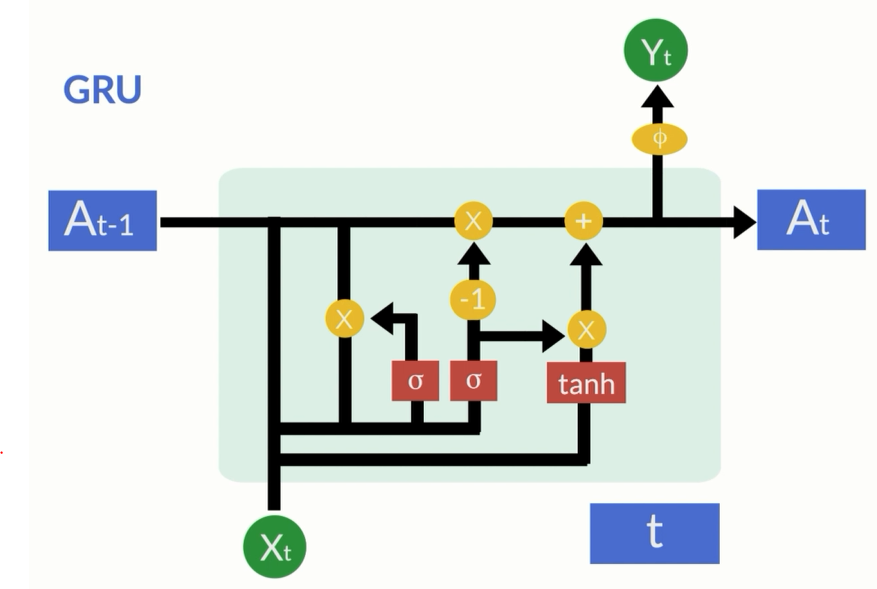 Yt
GRU
ϕ
At-1
X
+
At
-1
X
X
σ
σ
tanh
t
Xt